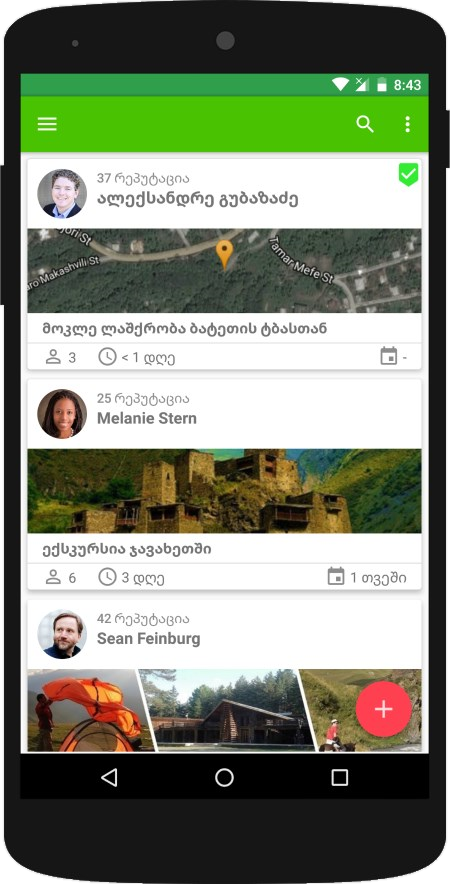 8:43
37 რეპუტაცია
ალექსანდრე გუბაზაძე
jori St
aro Makashvili St
Tamar Mefe St
მოკლე ლაშქრობა ბატეთის ტბასთან
3
< 1 დღე
-
25 რეპუტაცია
Melanie Stern
ექსკურსია ჯავახეთში
6
3 დღე
1 თვეში
42 რეპუტაცია
Sean Feinburg